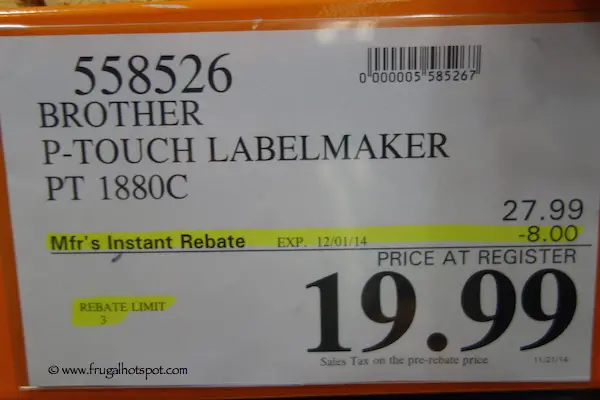 558526
0 000005 585267
BROTHER
P-TOUCH LABELMAKER
PT 1880C
27.99
Mfr's Instant Rebate EXP. 12/01/14 -8.00
PRICE AT REGISTER
REBATE LIMIT
3
19.99
Sales Tax on the pre-rebate price 11/21/14
© www.frugalhotspot.com